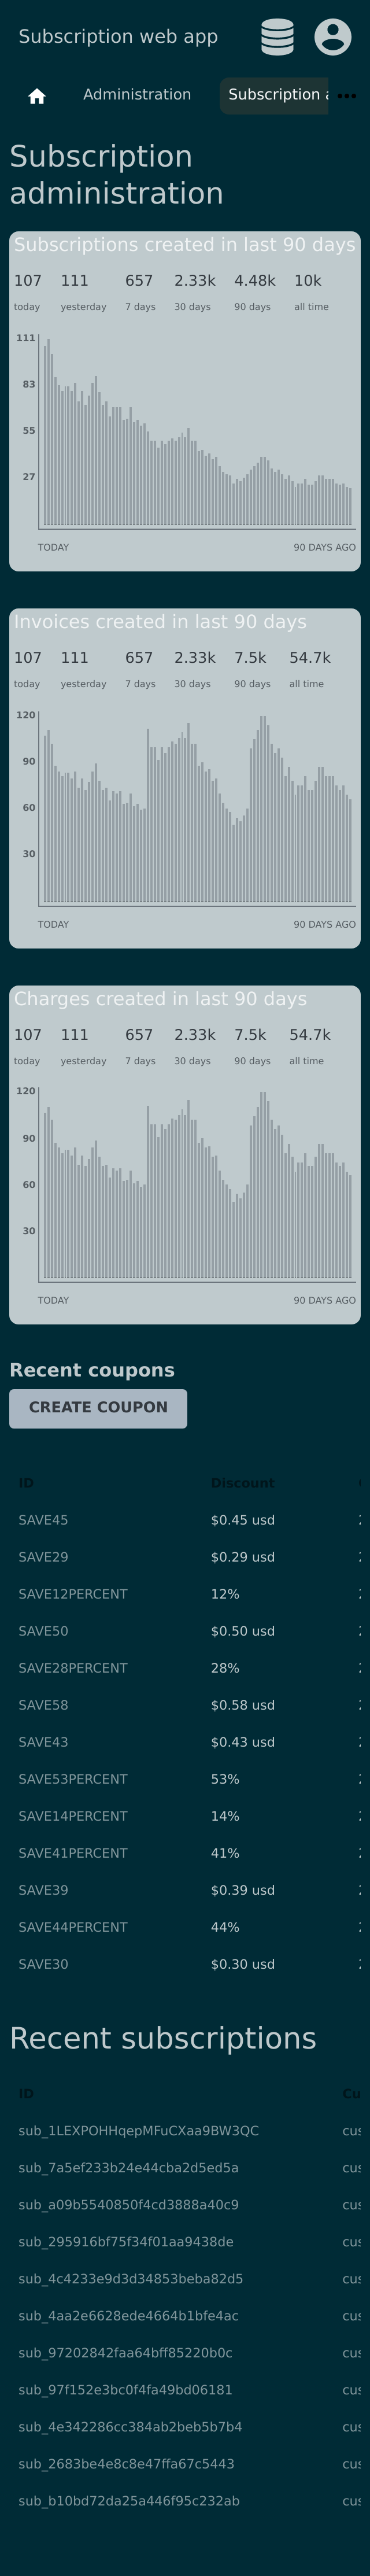 Subscription web app
Administration Subscription a
Subscription
administration
Subscriptions created in last 90 days
107 111 657 2.33k 4.48k 10k
today yesterday 7 days 30 days 90 days all time
111
83
55
27
TODAY 90 DAYS AGO
Invoices created in last 90 days
107 111 657 2.33k 7.5k 54.7k
today yesterday 7 days 30 days 90 days all time
120
90
60
30
TODAY 90 DAYS AGO
Charges created in last 90 days
107 111 657 2.33k 7.5k 54.7k
today yesterday 7 days 30 days 90 days all time
120
90
60
30
TODAY 90 DAYS AGO
Recent coupons
CREATE COUPON
ID Discount
SAVE45 $0.45 usd
SAVE29 $0.29 usd
SAVE12PERCENT 12%
SAVE50 $0.50 usd
SAVE28PERCENT 28%
SAVE58 $0.58 usd
SAVE43 $0.43 usd
SAVE53PERCENT 53%
SAVE14PERCENT 14%
SAVE41PERCENT 41%
SAVE39 $0.39 usd
SAVE44PERCENT 44%
SAVE30 $0.30 usd
Recent subscriptions
ID Cu
sub_1LEXPOHHqepMFuCXaa9BW3QC cus
sub_7a5ef233b24e44cba2d5ed5a cus
sub_a09b5540850f4cd3888a40c9 cus
sub_295916bf75f34f01aa9438de cus
sub_4c4233e9d3d34853beba82d5 cus
sub_4aa2e6628ede4664b1bfe4ac cus
sub_97202842faa64bff85220b0c cus
sub_97f152e3bc0f4fa49bd06181 cus
sub_4e342286cc384ab2beb5b7b4 cus
sub_2683be4e8c8e47ffa67c5443 cus
sub_b10bd72da25a446f95c232ab cus